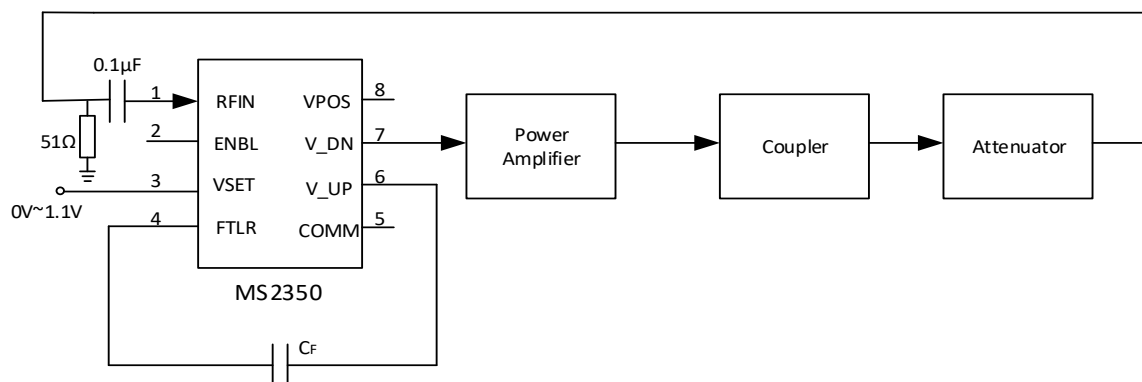 0.1µF
1
RFIN
VPOS
8
51Ω
2
ENBL
V_DN
7
Power
Amplifier
Coupler
Attenuator
0V~1.1V
3
VSET
V_UP
6
4
FTLR
COMM
5
MS2350
CF